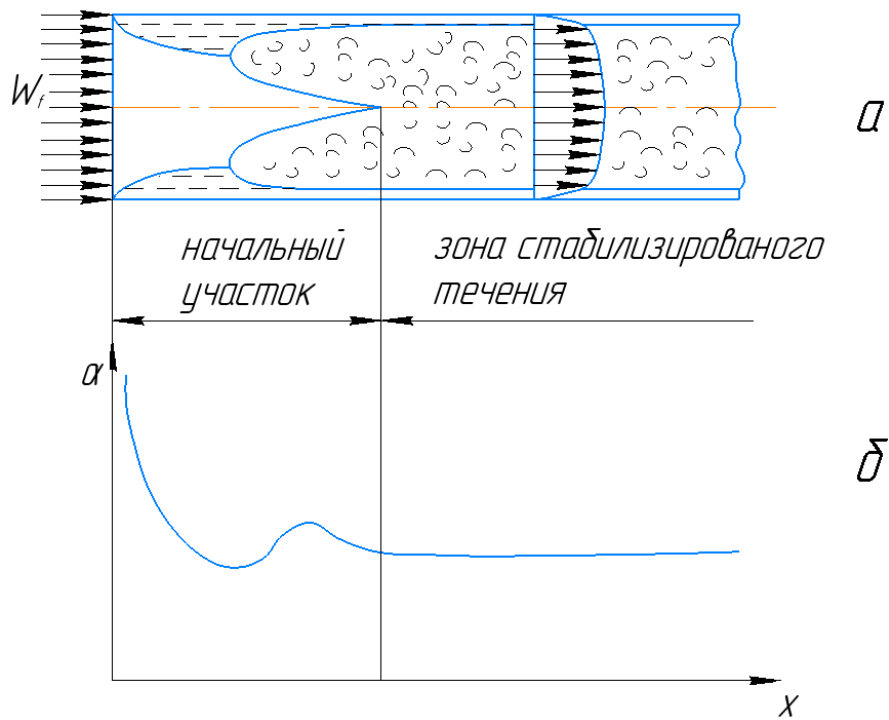 W_f
а
начальный
участок
зона стабилизированого
течения
α
б
x